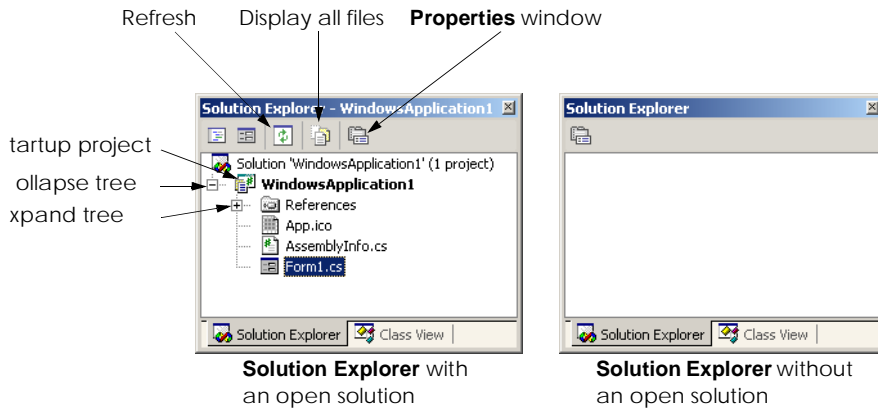 Refresh Display all files Properties window
Solution Explorer - WindowsApplication1
Solution Explorer
tartup project
Solution 'WindowsApplication1' (1 project)
ollapse tree
WindowsApplication1
xpand tree
References
App.ico
AssemblyInfo.cs
Form1.cs
Solution Explorer Class View
Solution Explorer Class View
Solution Explorer with
an open solution
Solution Explorer without
an open solution